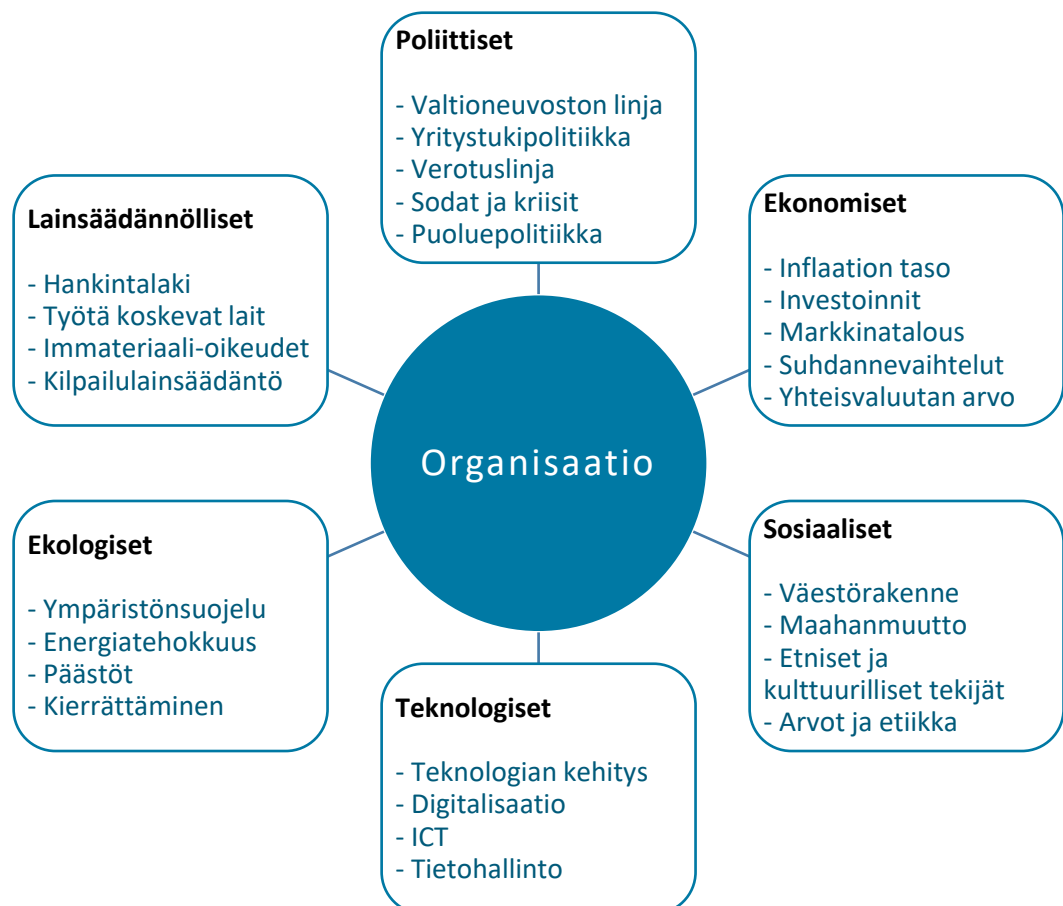 Poliittiset
- Valtioneuvoston linja
- Yritystukipolitiikka
- Verotuslinja
- Sodat ja kriisit
- Puoluepolitiikka
Lainsäädännölliset
- Hankintalaki
- Työtä koskevat lait
- Immateriaali-oikeudet
- Kilpailulainsäädäntö
Ekonomiset
- Inflaation taso
- Investoinnit
- Markkinatalous
- Suhdannevaihtelut
- Yhteisvaluutan arvo
Organisaatio
Ekologiset
- Ympäristönsuojelu
- Energiatehokkuus
- Päästöt
- Kierrättäminen
Sosiaaliset
- Väestörakenne
- Maahanmuutto
- Etniset ja
kulttuurilliset tekijät
- Arvot ja etiikka
Teknologiset
- Teknologian kehitys
- Digitalisaatio
- ICT
- Tietohallinto